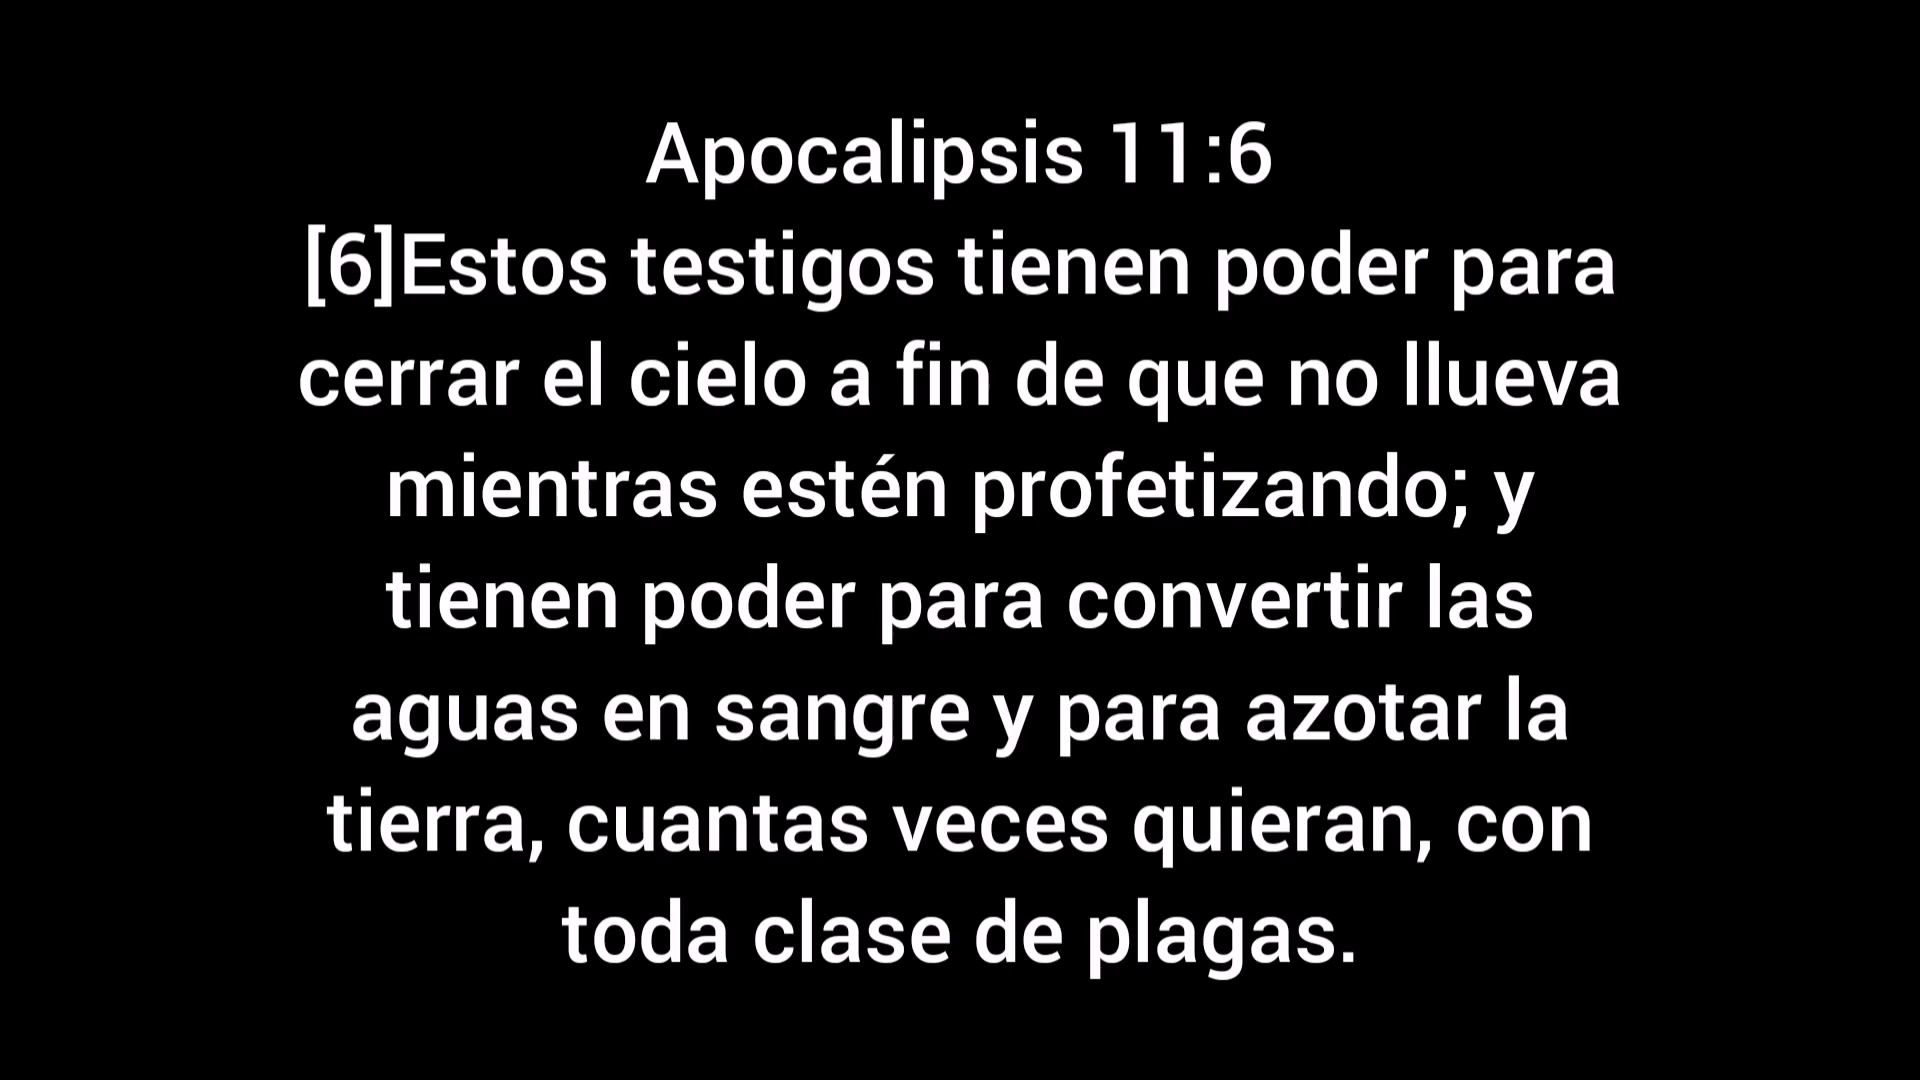 Apocalipsis 11:6
[6]Estos testigos tienen poder para
cerrar el cielo a fin de que no llueva
mientras estén profetizando; y
tienen poder para convertir las
aguas en sangre y para azotar la
tierra, cuantas veces quieran, con
toda clase de plagas.